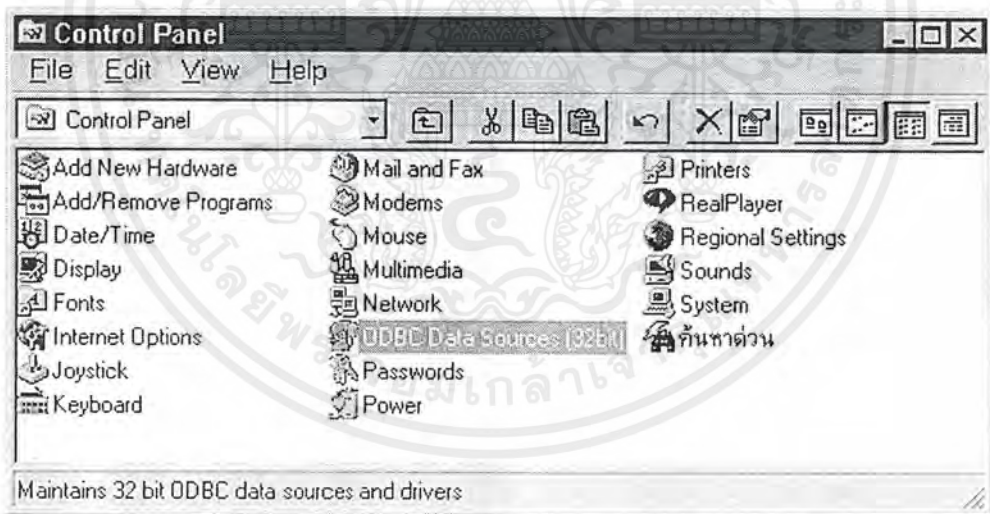 Control Panel
File Edit View Help
Control Panel
Add New Hardware
Add/Remove Programs
Date/Time
Display
Fonts
Internet Options
Joystick
Keyboard
Mail and Fax
Modems
Mouse
Multimedia
Network
ODBC Data Sources (32bit)
Passwords
Power
Printers
RealPlayer
Regional Settings
Sounds
System
ค้นหาด่วน
Maintains 32 bit ODBC data sources and drivers